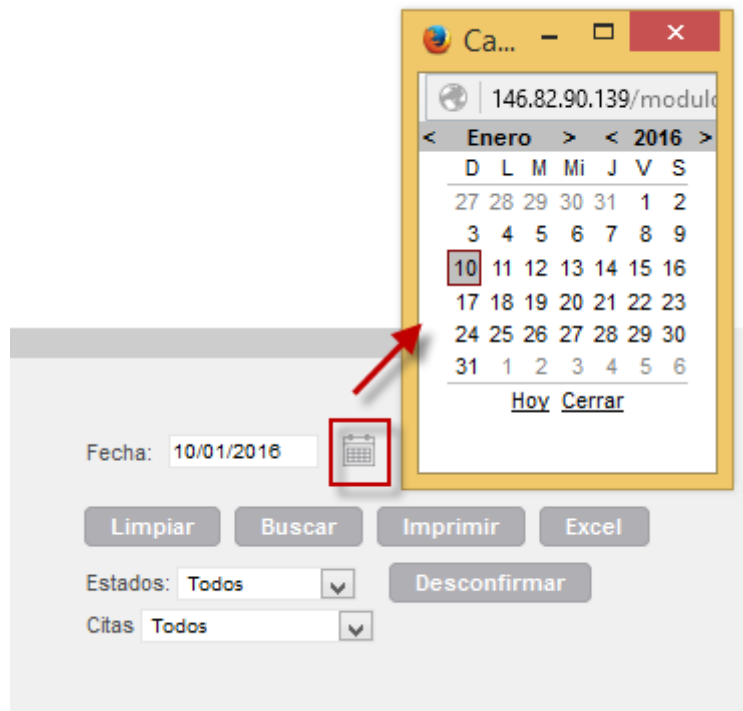 Ca...
146.82.90.139/modulo
< Enero > < 2016 >
D L M Mi J V S
27 28 29 30 31 1 2
3 4 5 6 7 8 9
10 11 12 13 14 15 16
17 18 19 20 21 22 23
24 25 26 27 28 29 30
31 1 2 3 4 5 6
Hoy Cerrar
Fecha: 10/01/2016
Limpiar Buscar Imprimir Excel
Estados: Todos Desconfirmar
Citas Todos